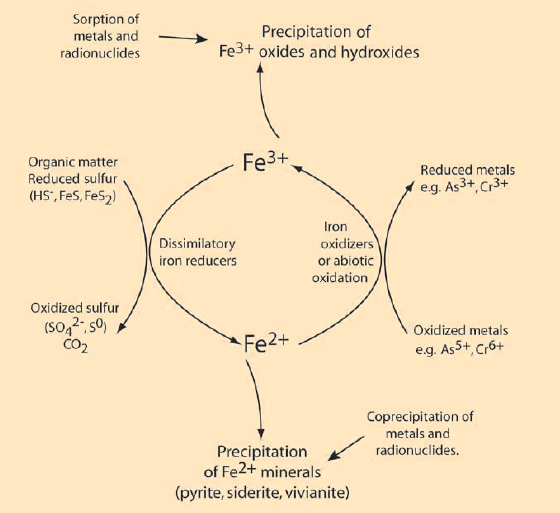 Sorption of
metals and
radionuclides
Precipitation of
Fe3+ oxides and hydroxides
Fe3+
Organic matter
Reduced sulfur
(HS-, FeS, FeS2)
Reduced metals
e.g. As3+, Cr3+
Dissimilatory
iron reducers
Iron
oxidizers
or abiotic
oxidation
Oxidized sulfur
(SO42-, S0)
CO2
Fe2+
Oxidized metals
e.g. As5+, Cr6+
Precipitation
of Fe2+ minerals
(pyrite, siderite, vivianite)
Coprecipitation of
metals and
radionuclides.